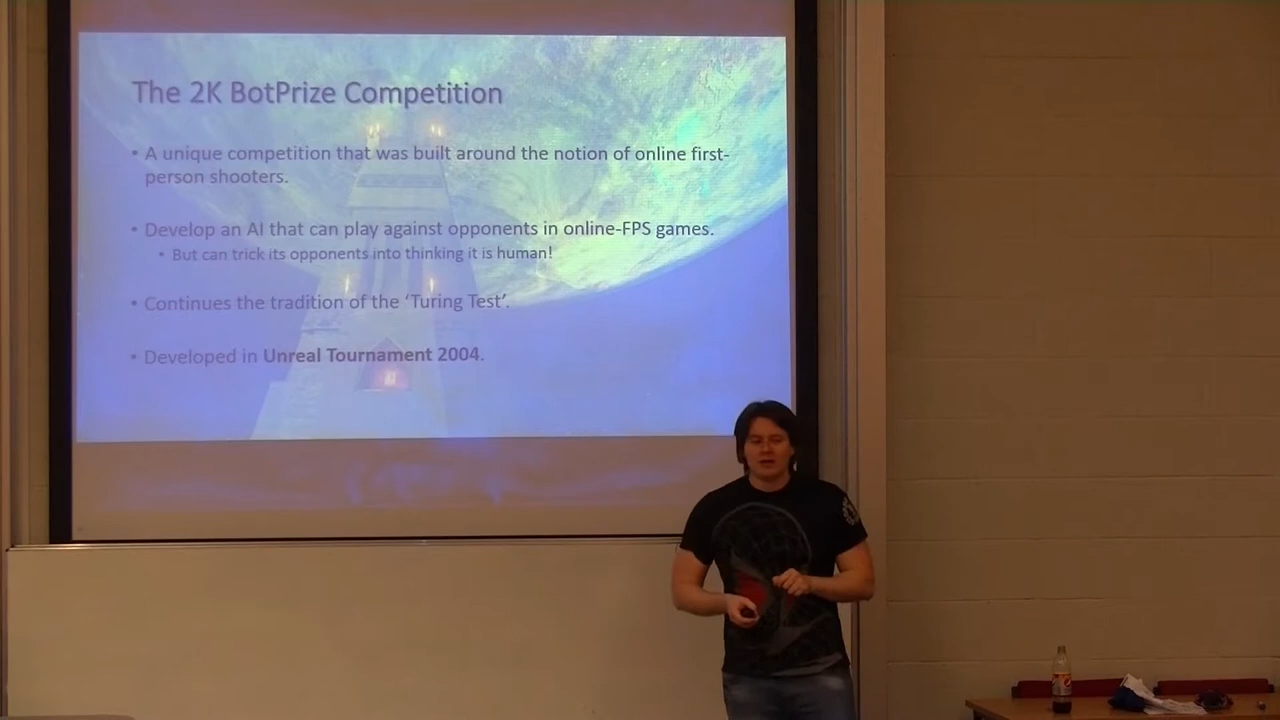 The 2K BotPrize Competition
• A unique competition that was built around the notion of online first-
person shooters.
• Develop an AI that can play against opponents in online-FPS games.
• But can trick its opponents into thinking it is human!
• Continues the tradition of the ‘Turing Test’.
• Developed in Unreal Tournament 2004.